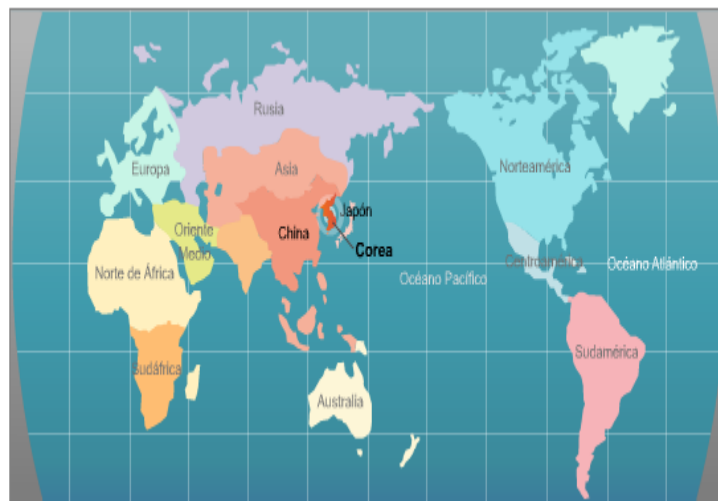 Rusia
Europa
Asia
Norteamérica
Japón
Oriente
Medio
China
Corea
Norte de África
Océano Pacífico
Centroamérica
Océano Atlántico
Sudáfrica
Sudamérica
Australia